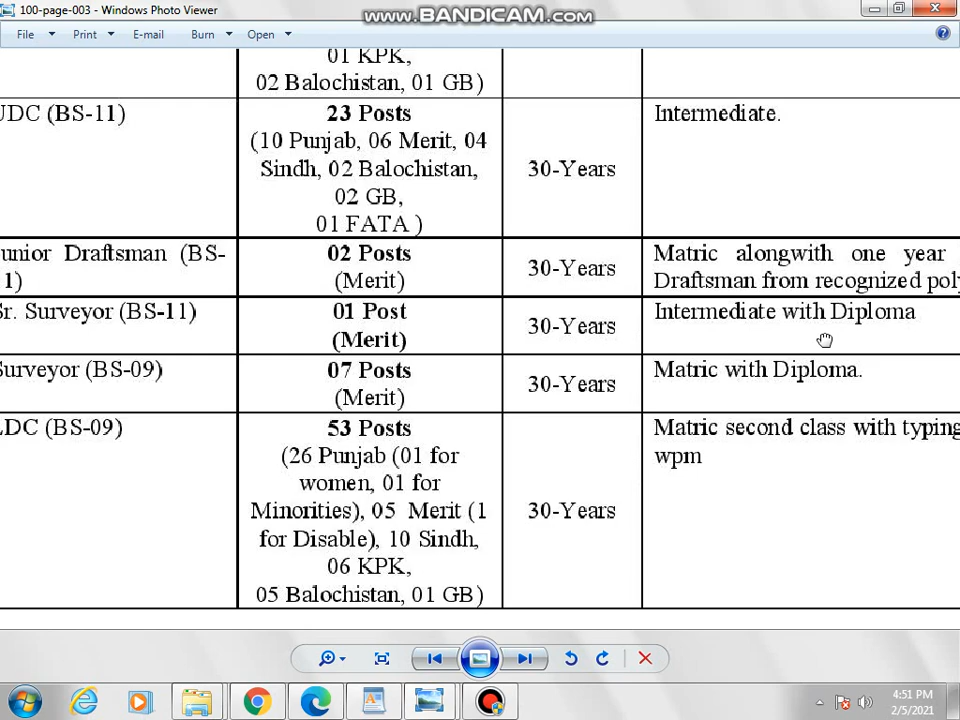 100-page-003 - Windows Photo Viewer
www.BANDICAM.com
File Print E-mail Burn Open
01 KPK,
02 Balochistan, 01 GB)
UDC (BS-11) 23 Posts Intermediate.
(10 Punjab, 06 Merit, 04
Sindh, 02 Balochistan, 30-Years
02 GB,
01 FATA )
unior Draftsman (BS- 02 Posts Matric alongwith one year
1) (Merit) 30-Years Draftsman from recognized pol
Sr. Surveyor (BS-11) 01 Post Intermediate with Diploma
(Merit) 30-Years
Surveyor (BS-09) 07 Posts Matric with Diploma.
(Merit) 30-Years
LDC (BS-09) 53 Posts Matric second class with typing
(26 Punjab (01 for wpm
women, 01 for
Minorities), 05 Merit (1 30-Years
for Disable), 10 Sindh,
06 KPK,
05 Balochistan, 01 GB)
4:51 PM
2/5/2021